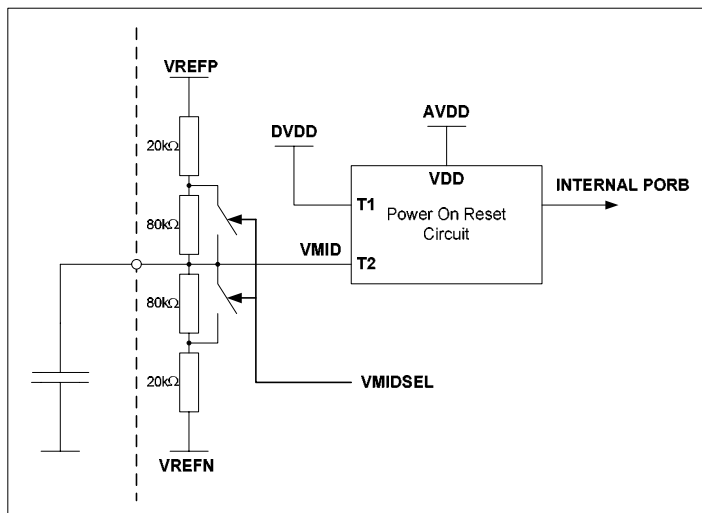 VREFP
20kΩ
80kΩ
80kΩ
20kΩ
VREFN
DVDD
AVDD
VDD
T1
Power On Reset
Circuit
INTERNAL PORB
VMID
T2
VMIDSEL